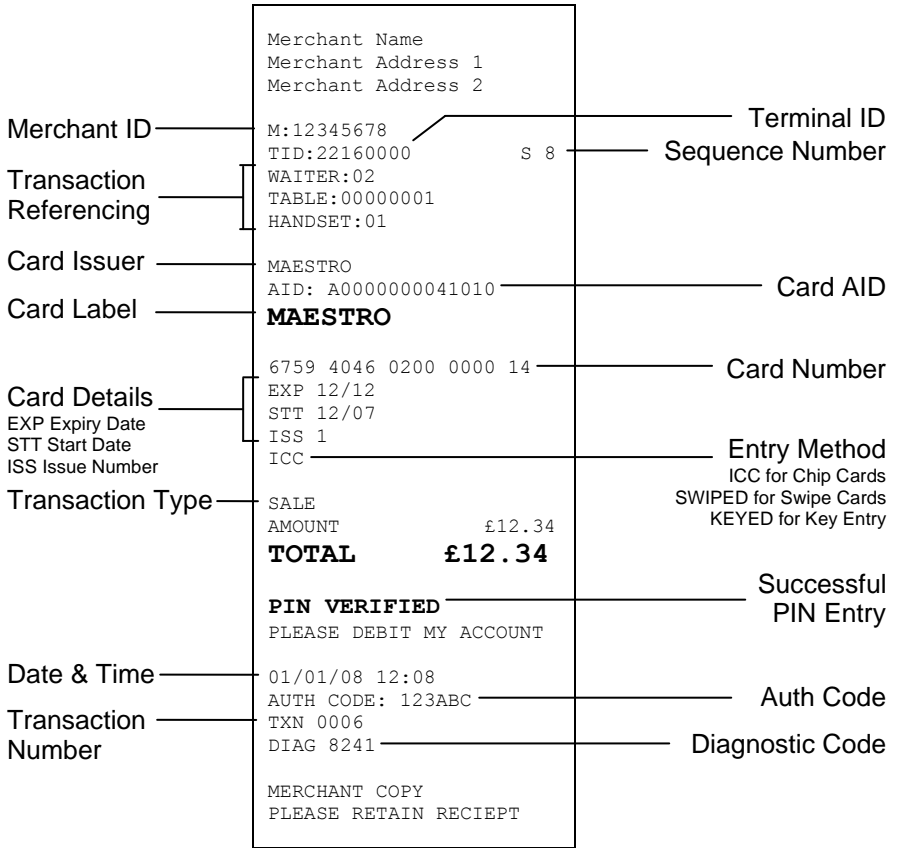 Merchant Name
Merchant Address 1
Merchant Address 2
Merchant ID
M:12345678
Terminal ID
TID:22160000 S 8
Sequence Number
Transaction
Referencing
WAITER:02
TABLE:00000001
HANDSET:01
Card Issuer
MAESTRO
AID: A0000000041010
Card AID
Card Label
MAESTRO
6759 4046 0200 0000 14
Card Number
Card Details
EXP Expiry Date
STT Start Date
ISS Issue Number
EXP 12/12
STT 12/07
ISS 1
ICC
Entry Method
ICC for Chip Cards
SWIPED for Swipe Cards
KEYED for Key Entry
Transaction Type
SALE
AMOUNT £12.34
TOTAL £12.34
PIN VERIFIED
Successful
PIN Entry
PLEASE DEBIT MY ACCOUNT
Date & Time
01/01/08 12:08
AUTH CODE: 123ABC
Auth Code
Transaction
Number
TXN 0006
DIAG 8241
Diagnostic Code
MERCHANT COPY
PLEASE RETAIN RECIEPT